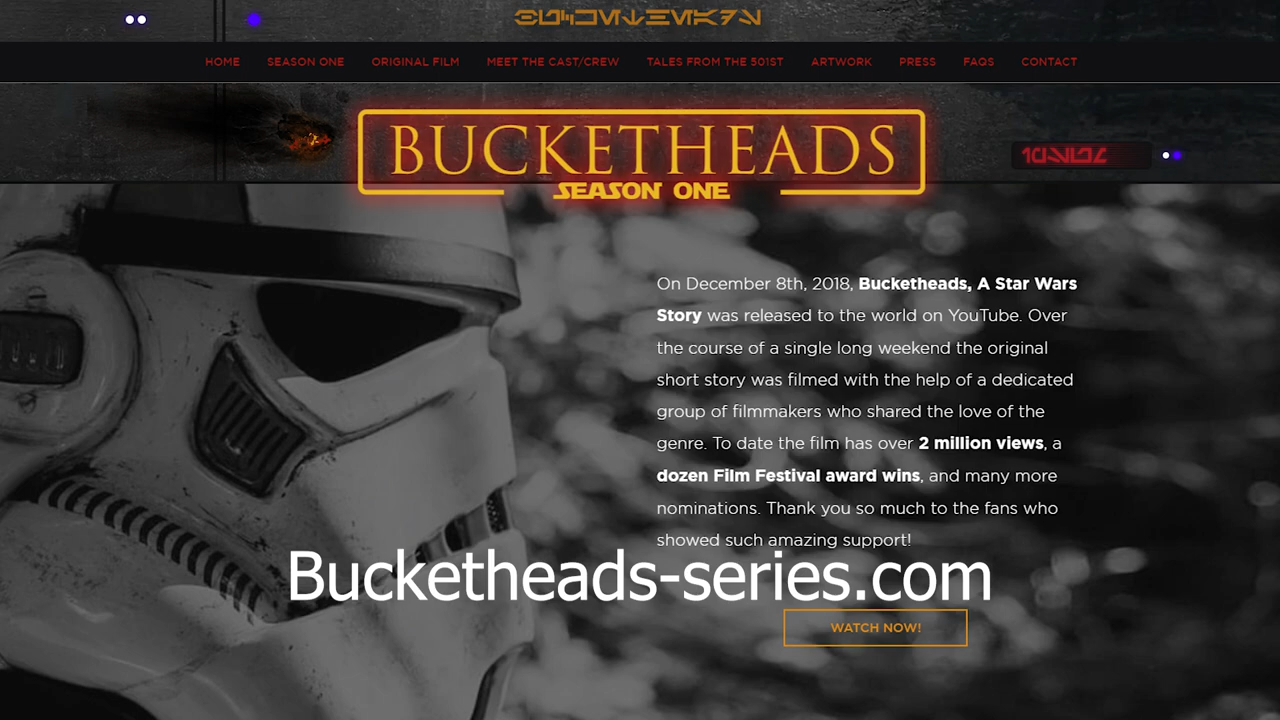 HOME SEASON ONE ORIGINAL FILM MEET THE CAST/CREW TALES FROM THE 501ST ARTWORK PRESS FAQS CONTACT
BUCKETHEADS
SEASON ONE
On December 8th, 2018, Bucketheads, A Star Wars
Story was released to the world on YouTube. Over
the course of a single long weekend the original
short story was filmed with the help of a dedicated
group of filmmakers who shared the love of the
genre. To date the film has over 2 million views, a
dozen Film Festival award wins, and many more
nominations. Thank you so much to the fans who
showed such amazing support!
Bucketheads-series.com
WATCH NOW!